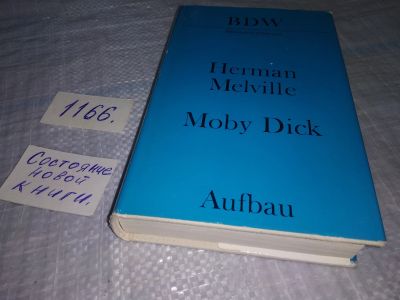 BDW
Herman
Melville
Moby Dick
Aufbau
1166.
Состояние
новой
книги.